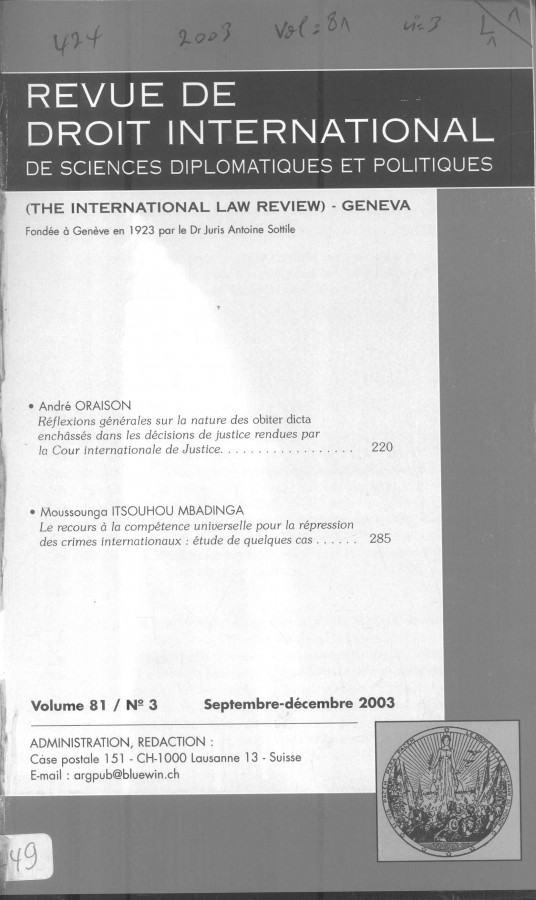 424 2003 Vol: 81 n=3 L
REVUE DE
DROIT INTERNATIONAL
DE SCIENCES DIPLOMATIQUES ET POLITIQUES
(THE INTERNATIONAL LAW REVIEW) - GENEVA
Fondée à Genève en 1923 par le Dr Juris Antoine Sottile
• André ORAISON
Réflexions générales sur la nature des obiter dicta
enchâssés dans les décisions de justice rendues par
la Cour internationale de Justice. . . . . . . . . . . . . . . . . . 220
• Moussounga ITSOUHOU MBADINGA
Le recours à la compétence universelle pour la répression
des crimes internationaux : étude de quelques cas . . . . . . 285
Volume 81 / Nº 3 Septembre-décembre 2003
ADMINISTRATION, REDACTION :
Case postale 151 - CH-1000 Lausanne 13 - Suisse
E-mail : argpub@bluewin.ch
49